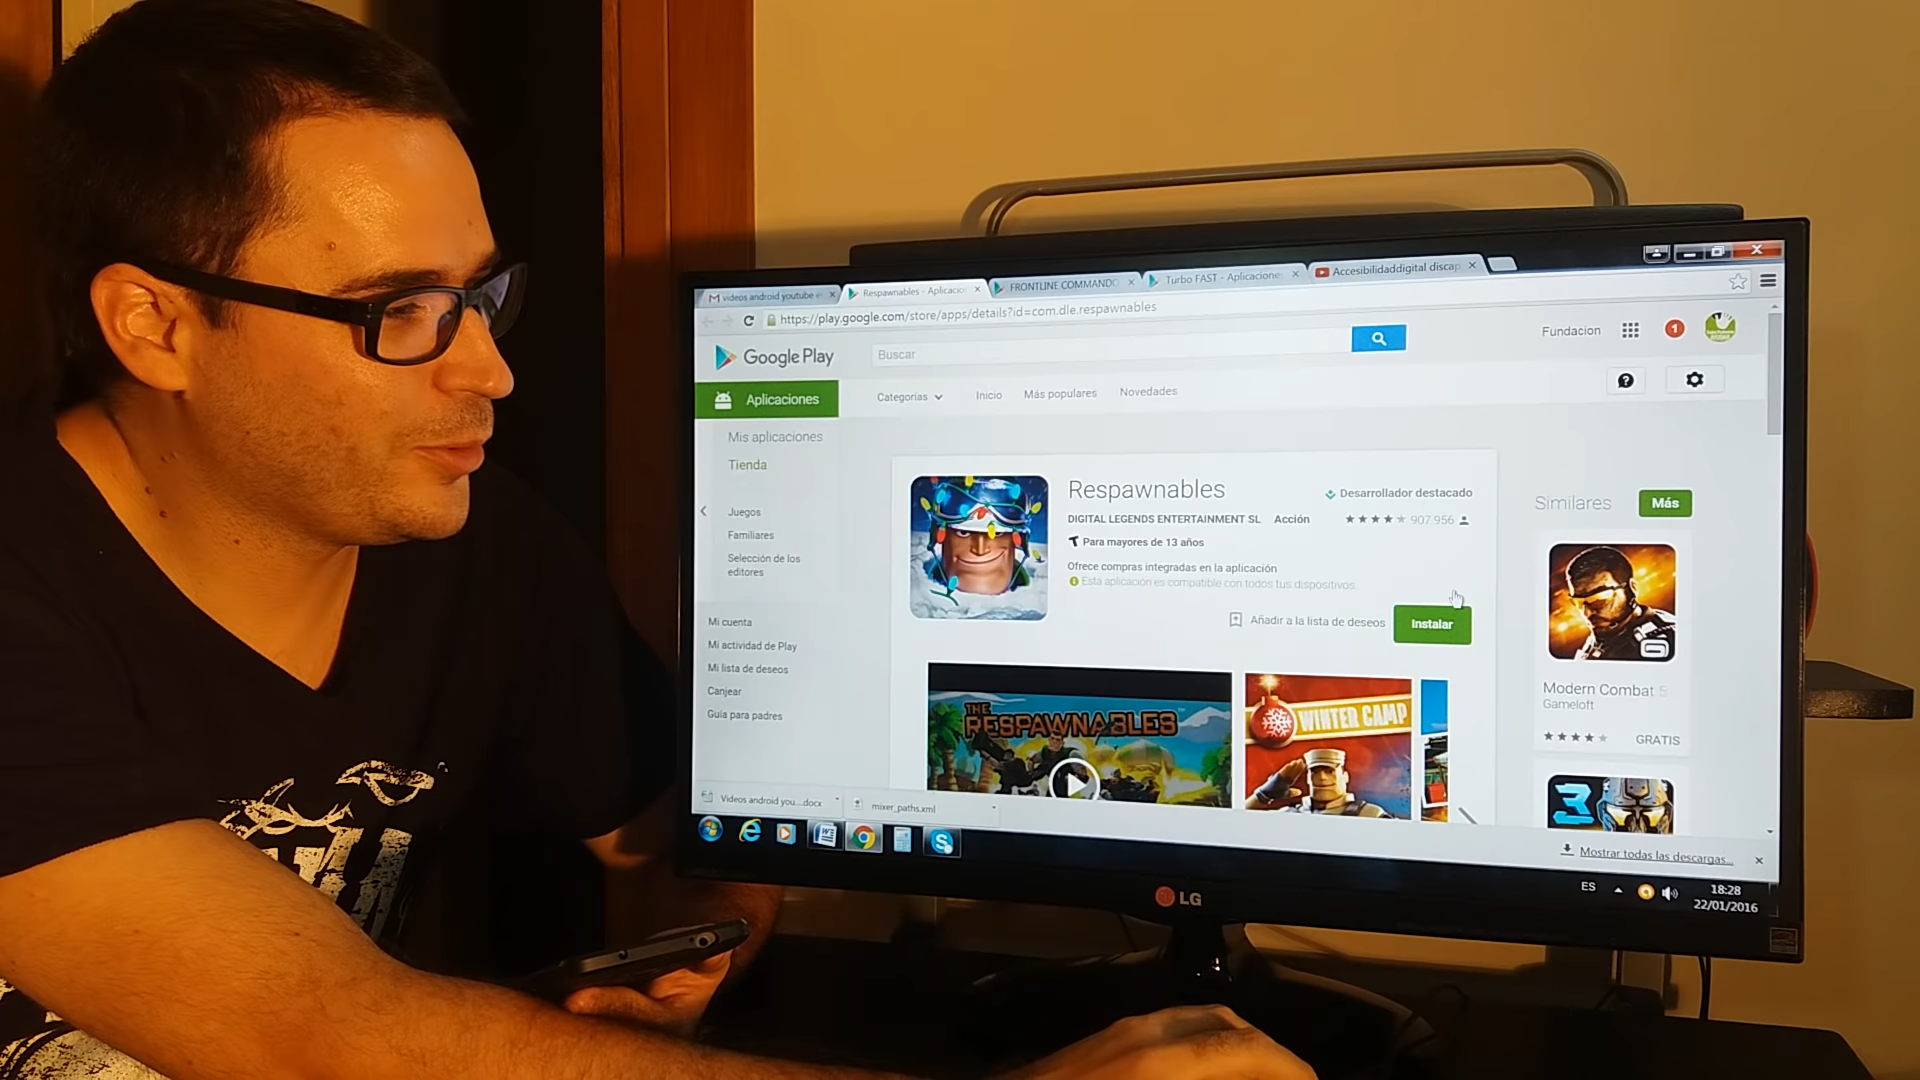 videos android youtube e
Respawnables - Aplicacio
FRONTLINE COMMANDO
Turbo FAST - Aplicacione
Accesibilidaddigital discap
https://play.google.com/store/apps/details?id=com.dle.respawnables
Google Play
Buscar
Fundacion
1
Aplicaciones
Categorías
Inicio
Más populares
Novedades
Mis aplicaciones
Tienda
Juegos
Familiares
Selección de los
editores
Mi cuenta
Mi actividad de Play
Mi lista de deseos
Canjear
Guía para padres
Respawnables
Desarrollador destacado
DIGITAL LEGENDS ENTERTAINMENT SL Acción
907.956
Para mayores de 13 años
Ofrece compras integradas en la aplicación
Esta aplicación es compatible con todos tus dispositivos.
Añadir a la lista de deseos
Instalar
THE
RESPAWNABLES
WINTER CAMP
Similares
Más
Modern Combat 5
Gameloft
GRATIS
3
Videos android you....docx
mixer_paths.xml
Mostrar todas las descargas...
ES
18:28
22/01/2016
LG